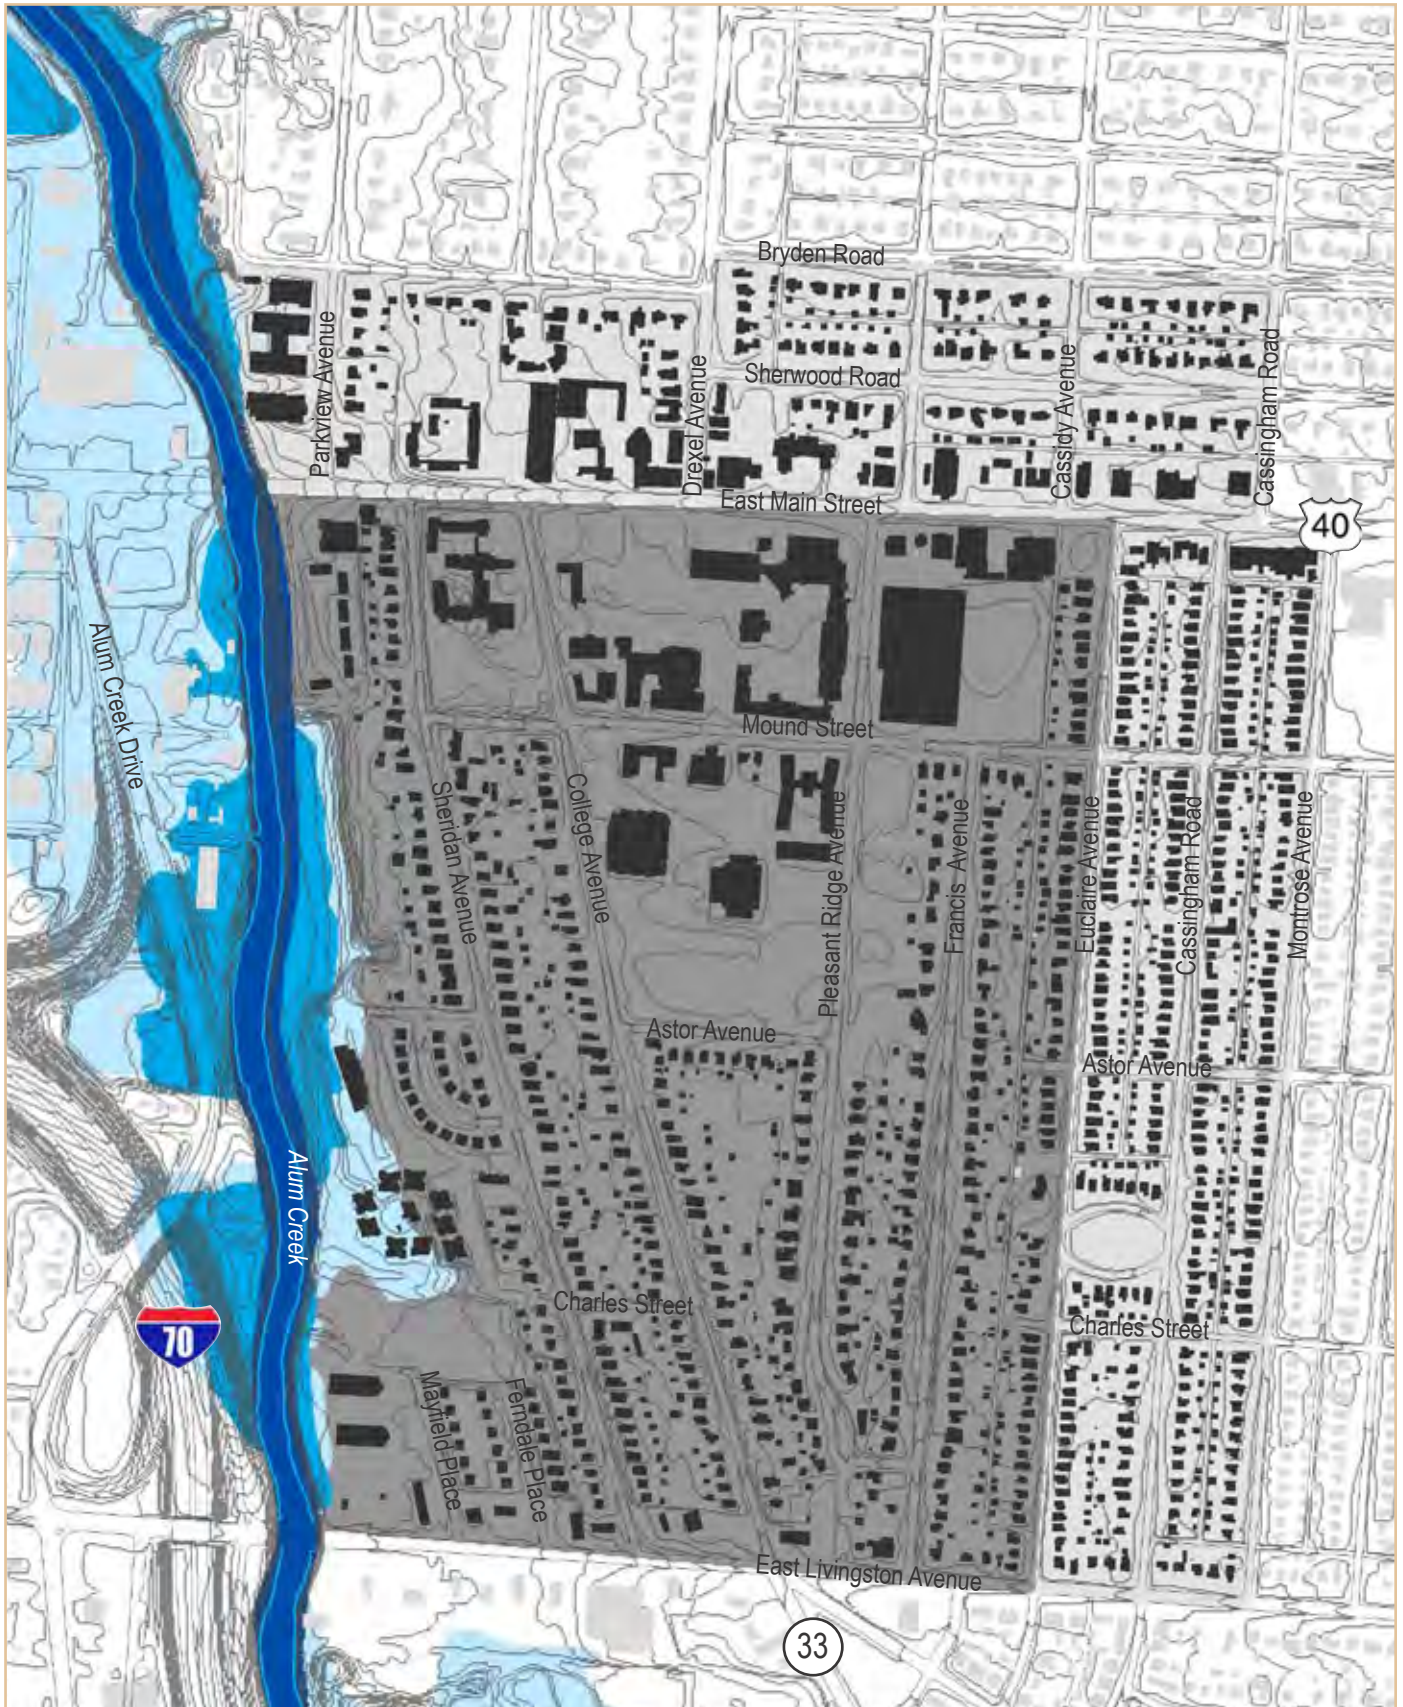 Bryden Road
Parkview Avenue
Sherwood Road
Drexel Avenue
Cassidy Avenue
Cassingham Road
East Main Street
40
Alum Creek Drive
Mound Street
Sheridan Avenue
College Avenue
Pleasant Ridge Avenue
Francis Avenue
Euclaire Avenue
Cassingham Road
Montrose Avenue
Astor Avenue
Astor Avenue
Alum Creek
Charles Street
Charles Street
70
Mayfield Place
Ferndale Place
East Livingston Avenue
33